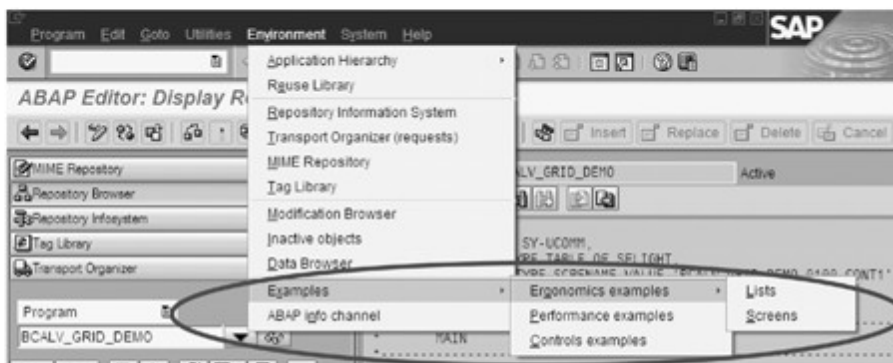 Program Edit Goto Utilities Environment System Help
SAP
ABAP Editor: Display R
Insert Replace Delete Cancel
Application Hierarchy
Reuse Library
Repository Information System
Transport Organizer (requests)
MIME Repository
Tag Library
Modification Browser
Inactive objects
Data Browser
Examples
ABAP info channel
Ergonomics examples
Performance examples
Controls examples
Lists
Screens
MIME Repository
Repository Browser
Repository Infosystem
Tag Library
Transport Organizer
Program
BCALV_GRID_DEMO
ALV_GRID_DEMO Active
SY-UCOMM,
MAIN